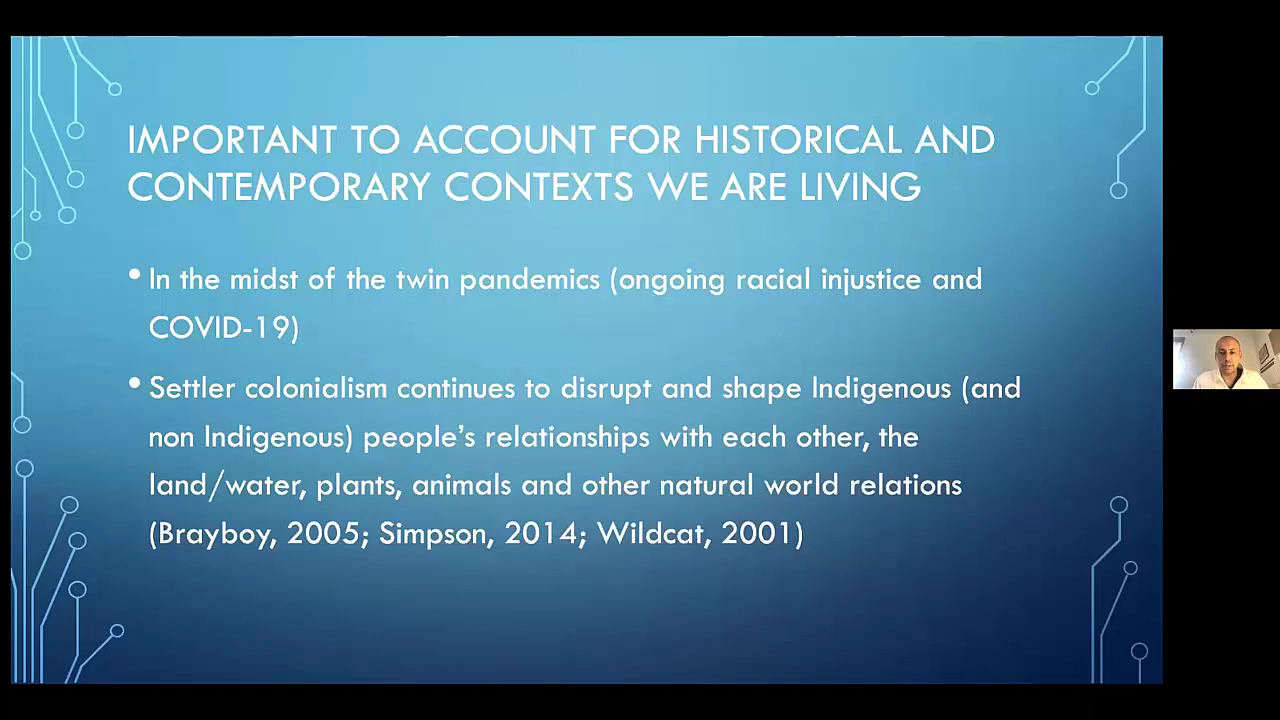 IMPORTANT TO ACCOUNT FOR HISTORICAL AND
CONTEMPORARY CONTEXTS WE ARE LIVING
• In the midst of the twin pandemics (ongoing racial injustice and
COVID-19)
• Settler colonialism continues to disrupt and shape Indigenous (and
non Indigenous) people's relationships with each other, the
land/water, plants, animals and other natural world relations
(Brayboy, 2005; Simpson, 2014; Wildcat, 2001)